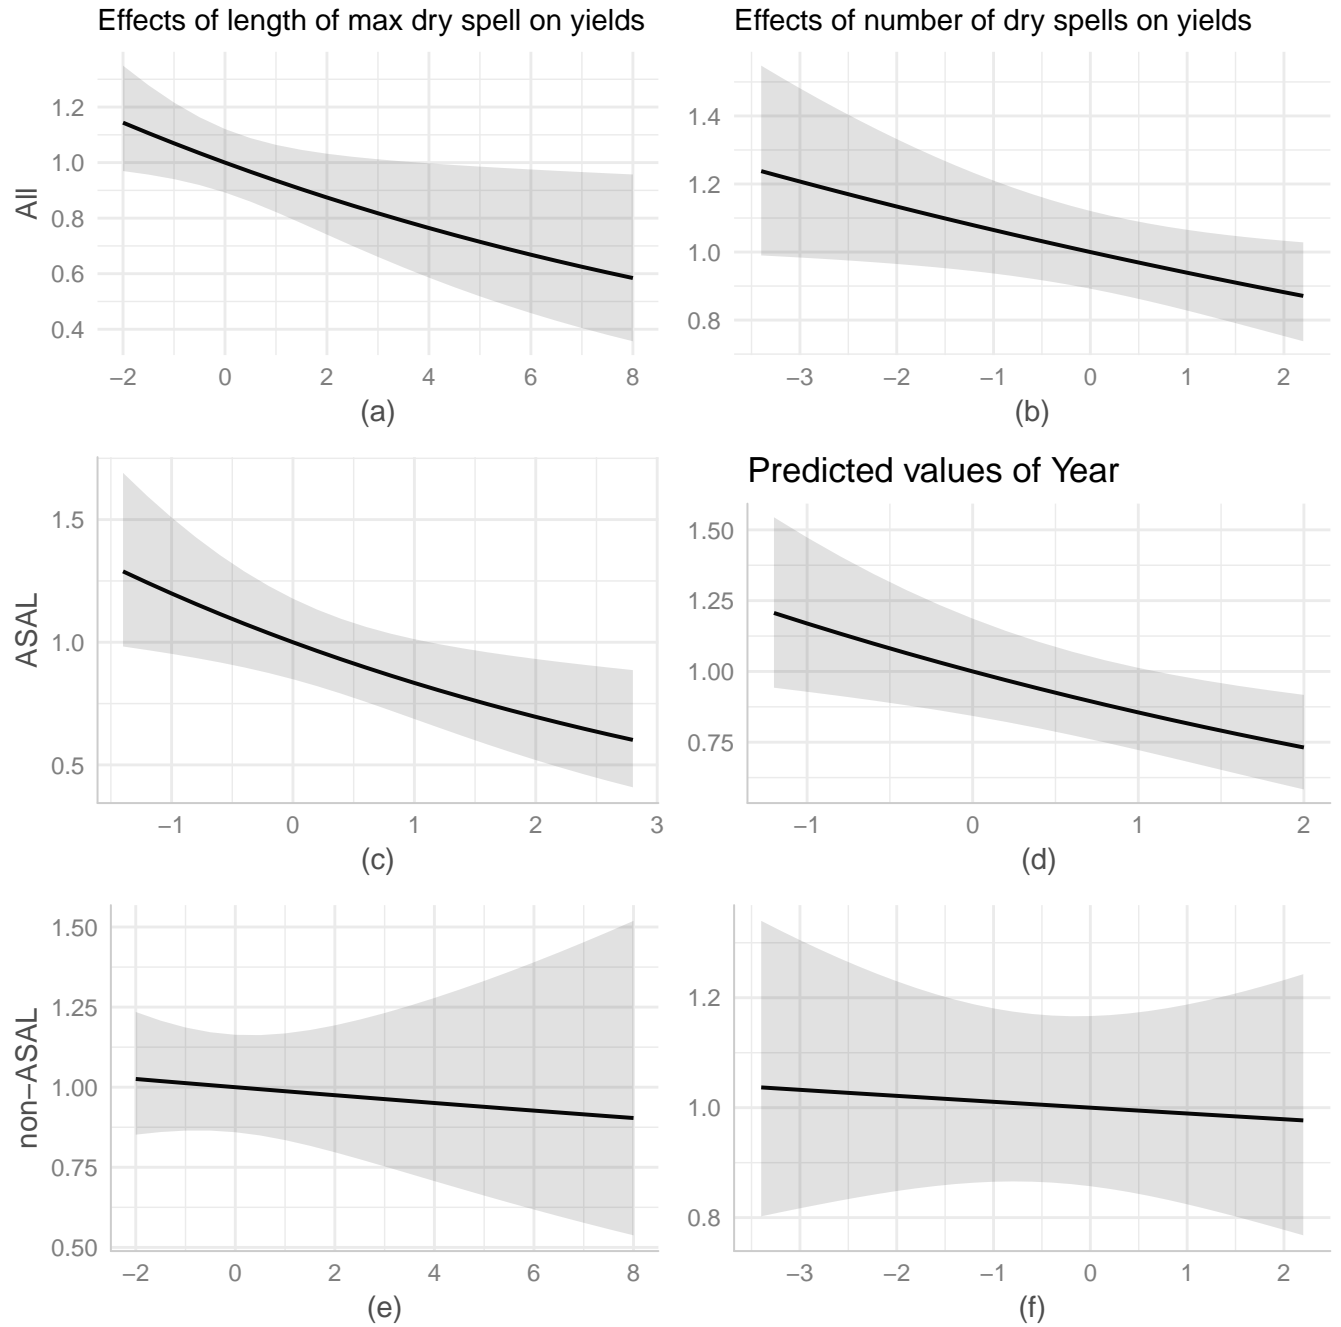 Effects of length of max dry spell on yields
Effects of number of dry spells on yields
All
1.2
1.0
0.8
0.6
0.4
−2 0 2 4 6 8
(a)
1.4
1.2
1.0
0.8
−3 −2 −1 0 1 2
(b)
ASAL
1.5
1.0
0.5
−1 0 1 2 3
(c)
Predicted values of Year
1.50
1.25
1.00
0.75
−1 0 1 2
(d)
non−ASAL
1.50
1.25
1.00
0.75
0.50
−2 0 2 4 6 8
(e)
1.2
1.0
0.8
−3 −2 −1 0 1 2
(f)